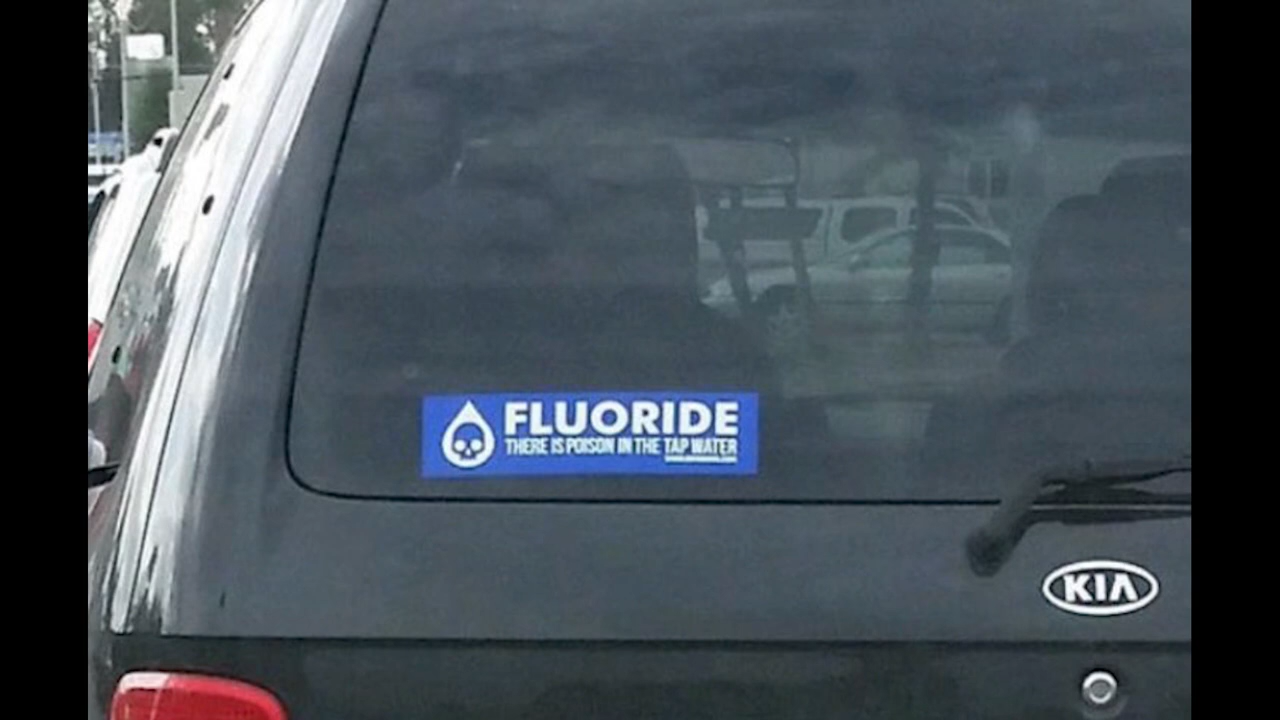 FLUORIDE
THERE IS POISON IN THE TAP WATER
KIA